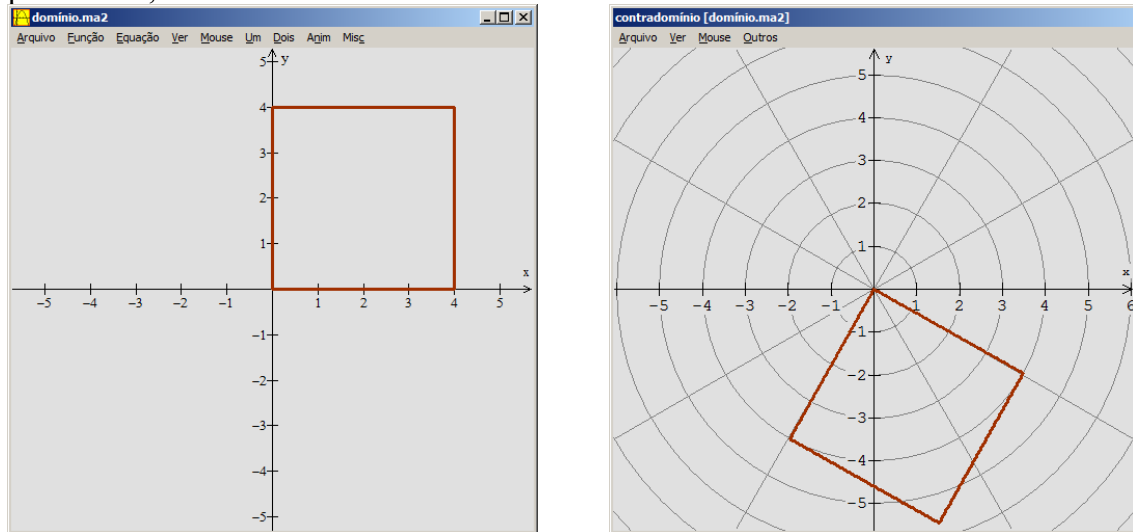 domínio.ma2
Arquivo Função Equação Ver Mouse Um Dois Anim Misc
y
5
4
3
2
1
x
-5 -4 -3 -2 -1 1 2 3 4 5
-1
-2
-3
-4
-5
contradomínio [domínio.ma2]
Arquivo Ver Mouse Outros
y
5
4
3
2
1
x
-5 -4 -3 -2 -1 1 2 3 4 5 6
-1
-2
-3
-4
-5